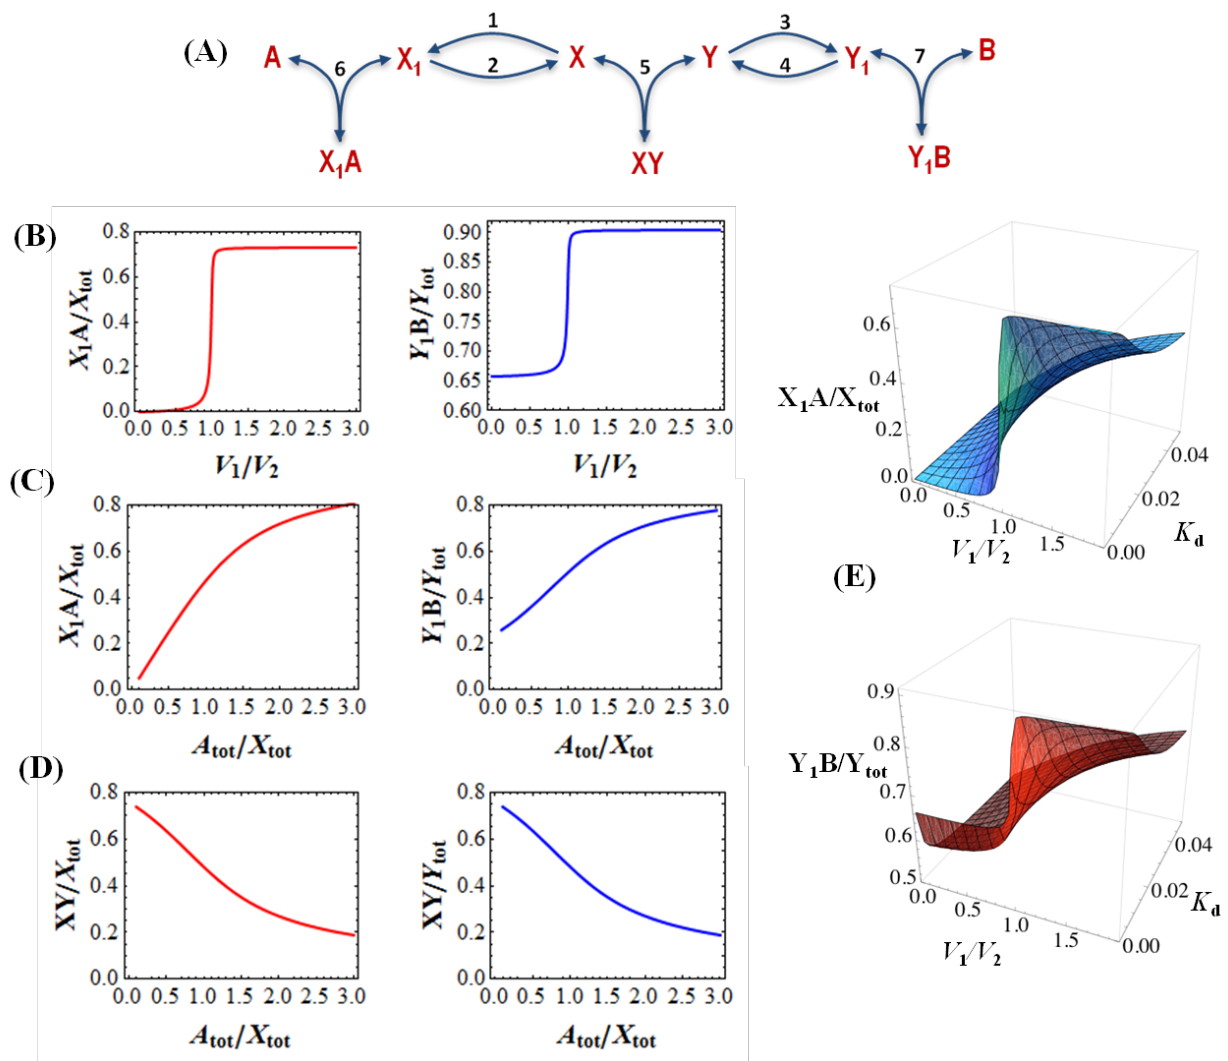 (A)
1 3
A 6 X1 2 X 5 Y 4 Y1 7 B
X1A XY Y1B
(B)
X1A/Xtot
0.8
0.6
0.4
0.2
0.0
0.0 0.5 1.0 1.5 2.0 2.5 3.0
V1/V2
Y1B/Ytot
0.90
0.85
0.80
0.75
0.70
0.65
0.60
0.0 0.5 1.0 1.5 2.0 2.5 3.0
V1/V2
(C)
X1A/Xtot
0.8
0.6
0.4
0.2
0.0
0.0 0.5 1.0 1.5 2.0 2.5 3.0
Atot/Xtot
Y1B/Ytot
0.8
0.6
0.4
0.2
0.0
0.0 0.5 1.0 1.5 2.0 2.5 3.0
Atot/Xtot
(D)
XY/Xtot
0.8
0.6
0.4
0.2
0.0
0.0 0.5 1.0 1.5 2.0 2.5 3.0
Atot/Xtot
XY/Ytot
0.8
0.6
0.4
0.2
0.0
0.0 0.5 1.0 1.5 2.0 2.5 3.0
Atot/Xtot
(E)
X1A/Xtot
0.6
0.4
0.2
0.0
0.0 0.5 1.0 1.5
V1/V2
0.00 0.02 0.04
Kd
Y1B/Ytot
0.9
0.8
0.7
0.6
0.5
0.0 0.5 1.0 1.5
V1/V2
0.00 0.02 0.04
Kd